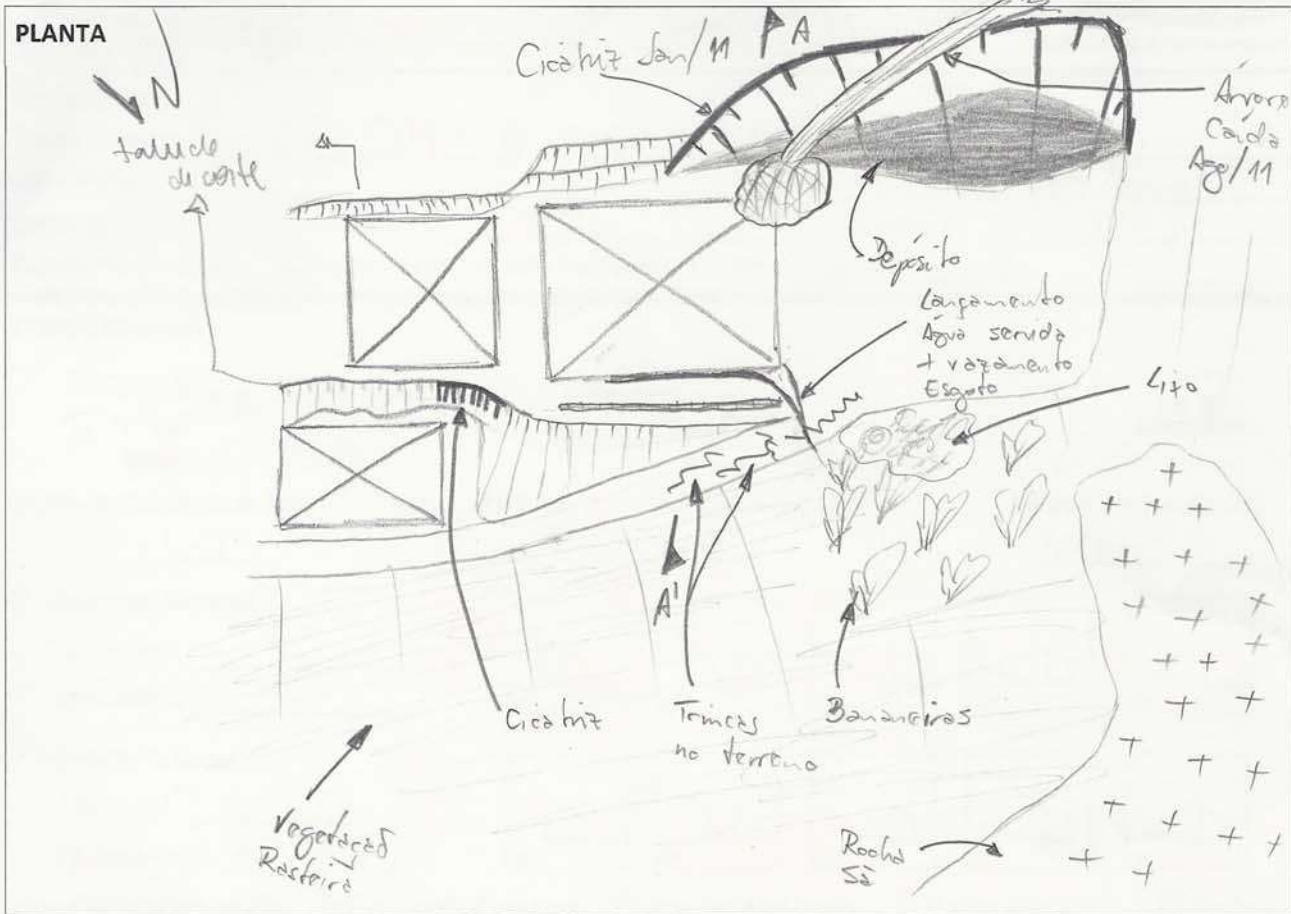 PLANTA
N
Cicatriz Jan/11
A
Árvore
Caída
Ago/11
talude
de corte
Depósito
Lançamento
Água servida
+ vazamento
Esgoto
Lixo
A'
Cicatriz
Trincas
no terreno
Bananeiras
Vegetação
Rasteira
Rocha
Sã